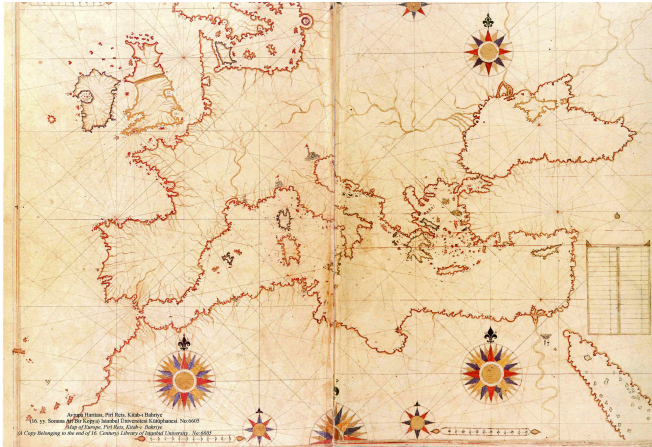 Avrupa Haritası, Piri Reis, Kitab-ı Bahriye
(16. yy. Sonuna Ait Bir Kopya) İstanbul Üniversitesi Kütüphanesi. No:6605
Map of Europe, Piri Reis, Kitab-ı Bahriye
(A Copy Belonging to the end of 16. Century) Library of Istanbul University. No:6605